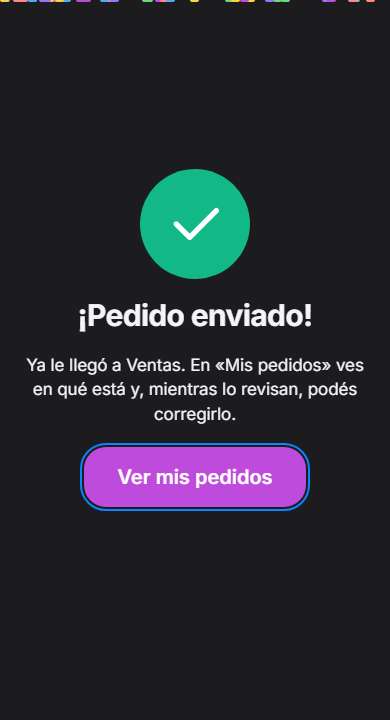 ¡Pedido enviado!
Ya le llegó a Ventas. En «Mis pedidos» ves
en qué está y, mientras lo revisan, podés
corregirlo.
Ver mis pedidos